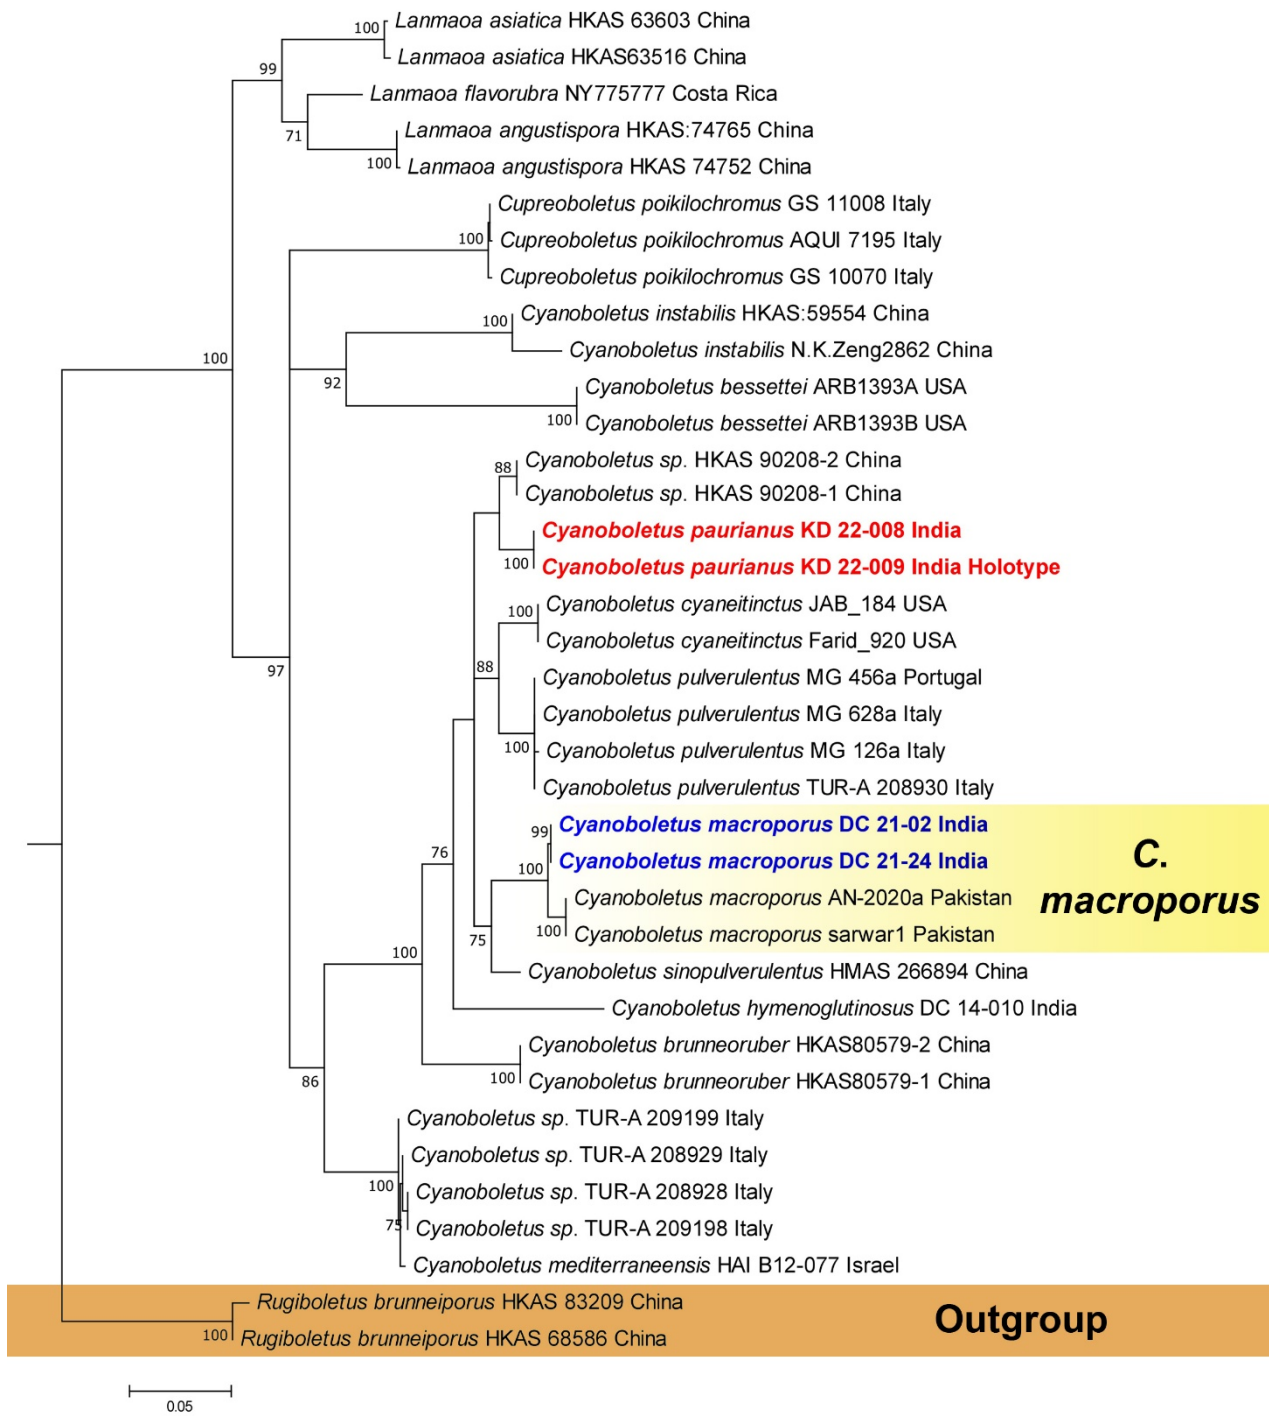 100
Lanmaoa asiatica HKAS 63603 China
Lanmaoa asiatica HKAS63516 China
99
Lanmaoa flavorubra NY775777 Costa Rica
71
Lanmaoa angustispora HKAS:74765 China
100
Lanmaoa angustispora HKAS 74752 China
Cupreoboletus poikilochromus GS 11008 Italy
100
Cupreoboletus poikilochromus AQUI 7195 Italy
Cupreoboletus poikilochromus GS 10070 Italy
100
Cyanoboletus instabilis HKAS:59554 China
100
Cyanoboletus instabilis N.K.Zeng2862 China
92
Cyanoboletus bessettei ARB1393A USA
100
Cyanoboletus bessettei ARB1393B USA
88
Cyanoboletus sp. HKAS 90208-2 China
Cyanoboletus sp. HKAS 90208-1 China
Cyanoboletus paurianus KD 22-008 India
100
Cyanoboletus paurianus KD 22-009 India Holotype
100
Cyanoboletus cyaneitinctus JAB_184 USA
Cyanoboletus cyaneitinctus Farid_920 USA
97
88
Cyanoboletus pulverulentus MG 456a Portugal
Cyanoboletus pulverulentus MG 628a Italy
100
Cyanoboletus pulverulentus MG 126a Italy
Cyanoboletus pulverulentus TUR-A 208930 Italy
99
Cyanoboletus macroporus DC 21-02 India
76
100
Cyanoboletus macroporus DC 21-24 India
C.
macroporus
Cyanoboletus macroporus AN-2020a Pakistan
100
Cyanoboletus macroporus sarwar1 Pakistan
75
100
Cyanoboletus sinopulverulentus HMAS 266894 China
Cyanoboletus hymenoglutinosus DC 14-010 India
Cyanoboletus brunneoruber HKAS80579-2 China
100
Cyanoboletus brunneoruber HKAS80579-1 China
86
Cyanoboletus sp. TUR-A 209199 Italy
Cyanoboletus sp. TUR-A 208929 Italy
100
Cyanoboletus sp. TUR-A 208928 Italy
75
Cyanoboletus sp. TUR-A 209198 Italy
Cyanoboletus mediterraneensis HAI B12-077 Israel
Rugiboletus brunneiporus HKAS 83209 China
Outgroup
100
Rugiboletus brunneiporus HKAS 68586 China
0.05